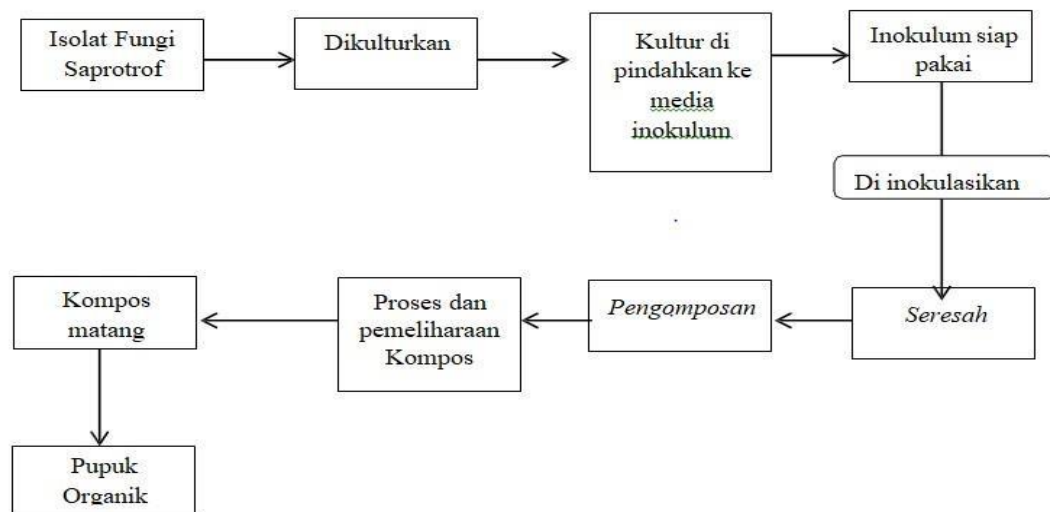 Isolat Fungi
Saprotrof
Dikulturkan
Kultur di
pindahkan ke
media
inokulum
Inokulum siap
pakai
Di inokulasikan
Seresah
Pengomposan
Proses dan
pemeliharaan
Kompos
Kompos
matang
Pupuk
Organik